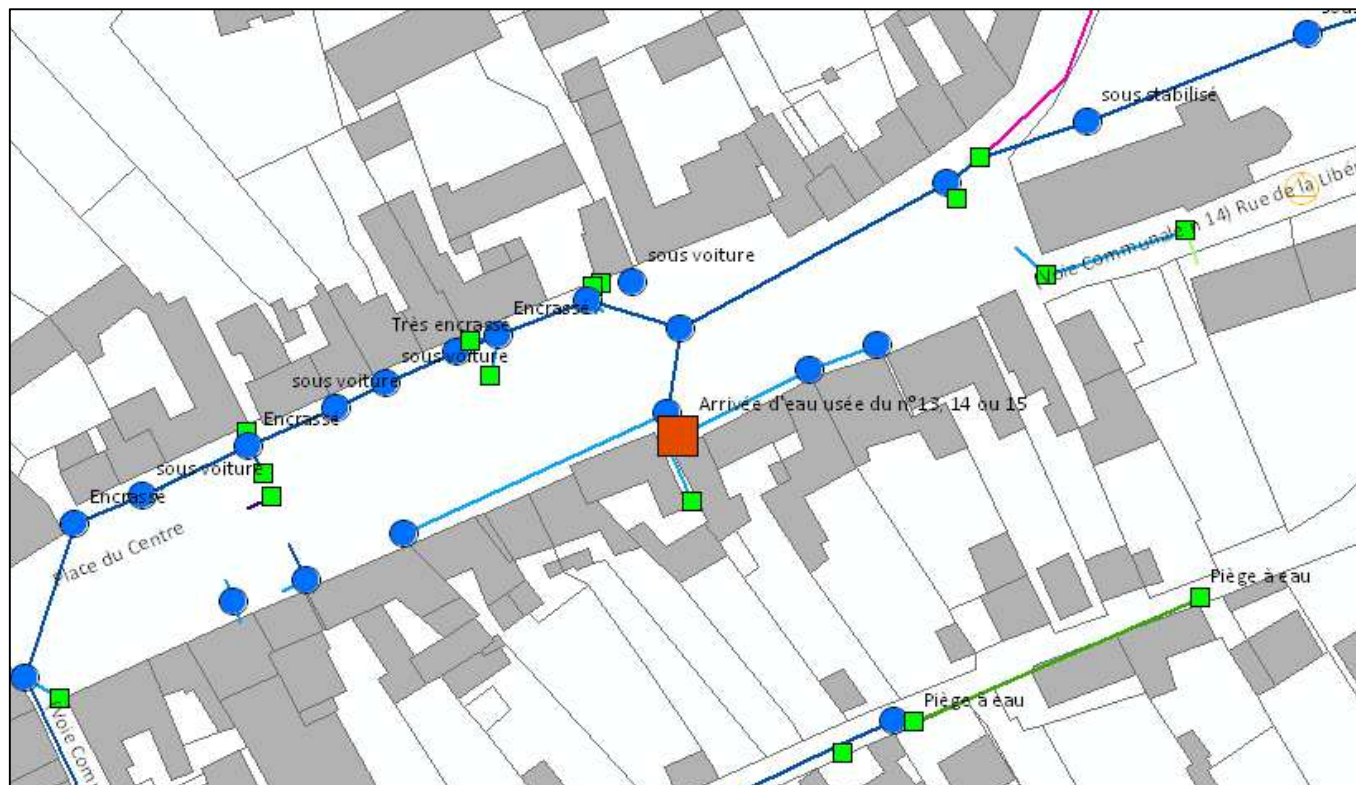 sous stabilisé
(Voie Communale n 14) Rue de la Libér
sous voiture
Encrassé
Très encrassé
sous voiture
sous voiture
Arrivée d'eau usée du n°13, 14 ou 15
Encrassé
sous voiture
Encrassé
Place du Centre
Piège à eau
Piège à eau
(Voie Com